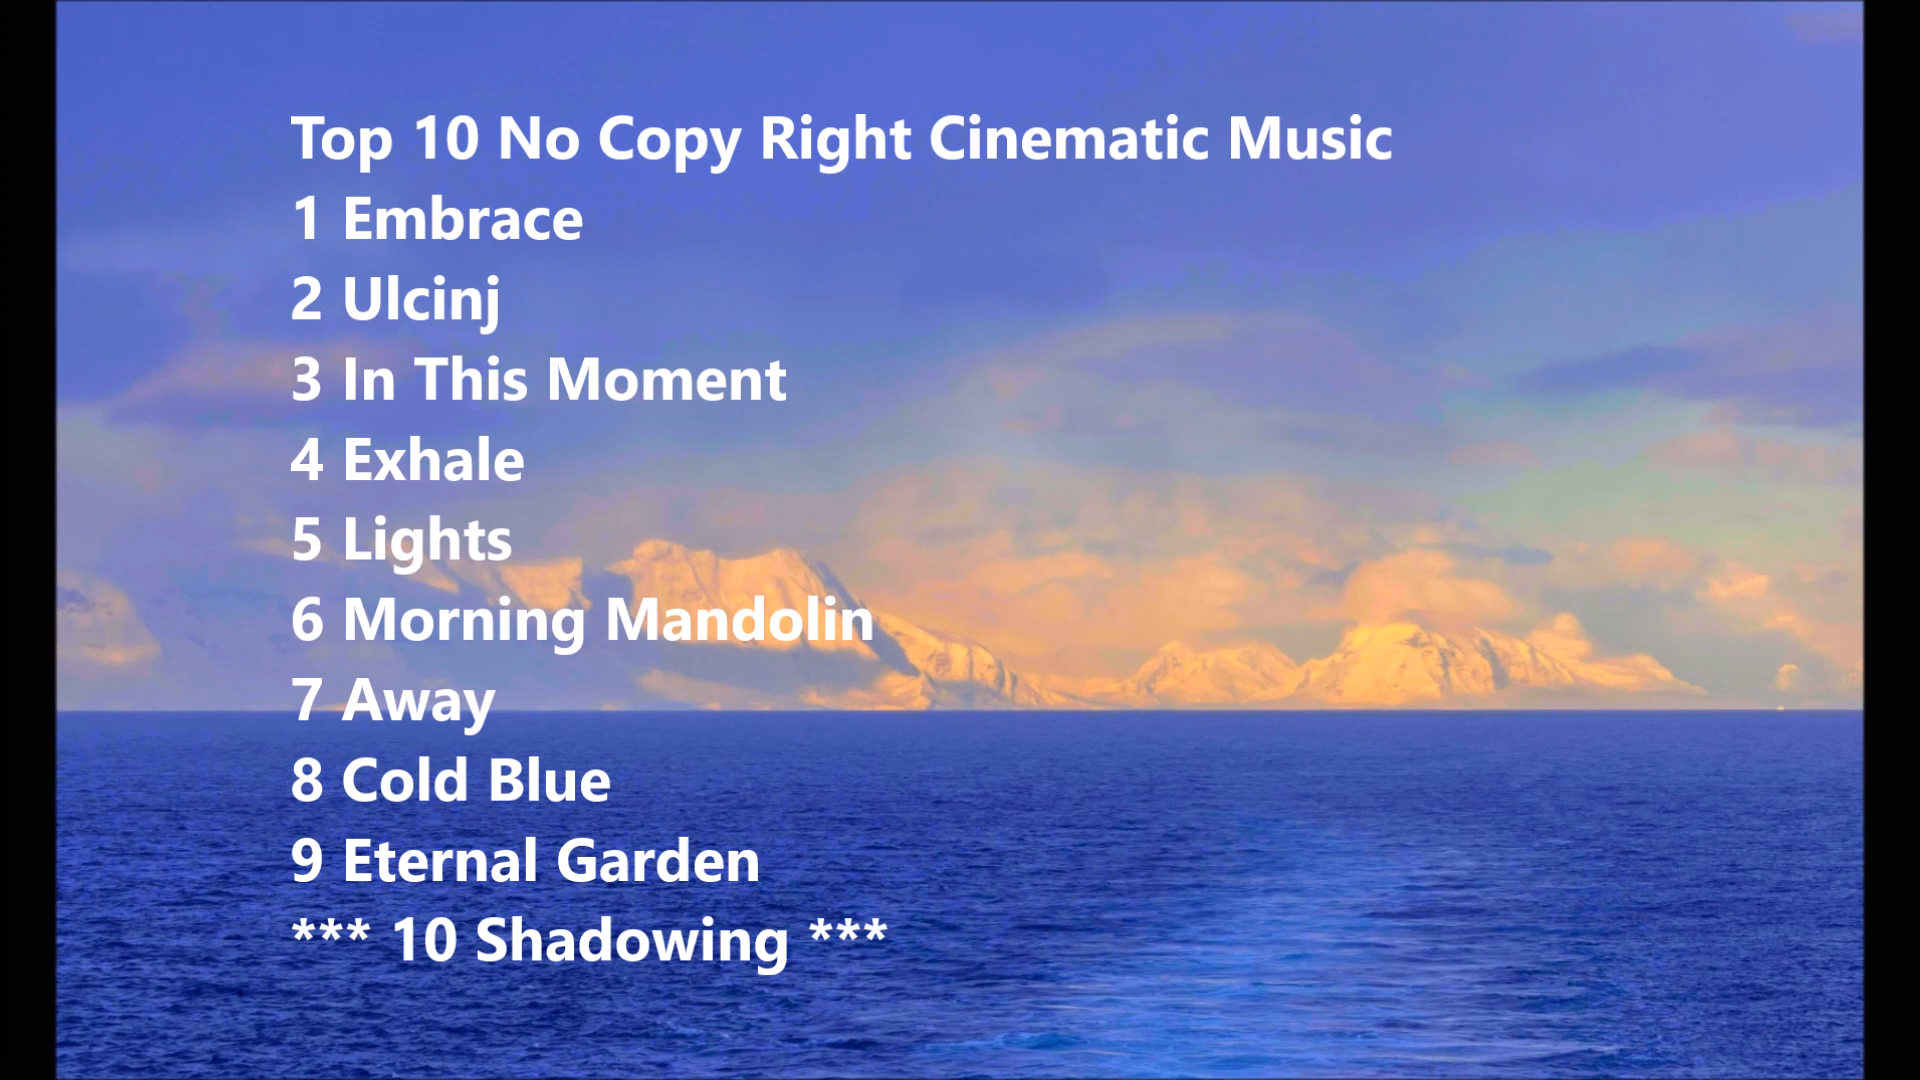 Top 10 No Copy Right Cinematic Music
1 Embrace
2 Ulcinj
3 In This Moment
4 Exhale
5 Lights
6 Morning Mandolin
7 Away
8 Cold Blue
9 Eternal Garden
*** 10 Shadowing ***